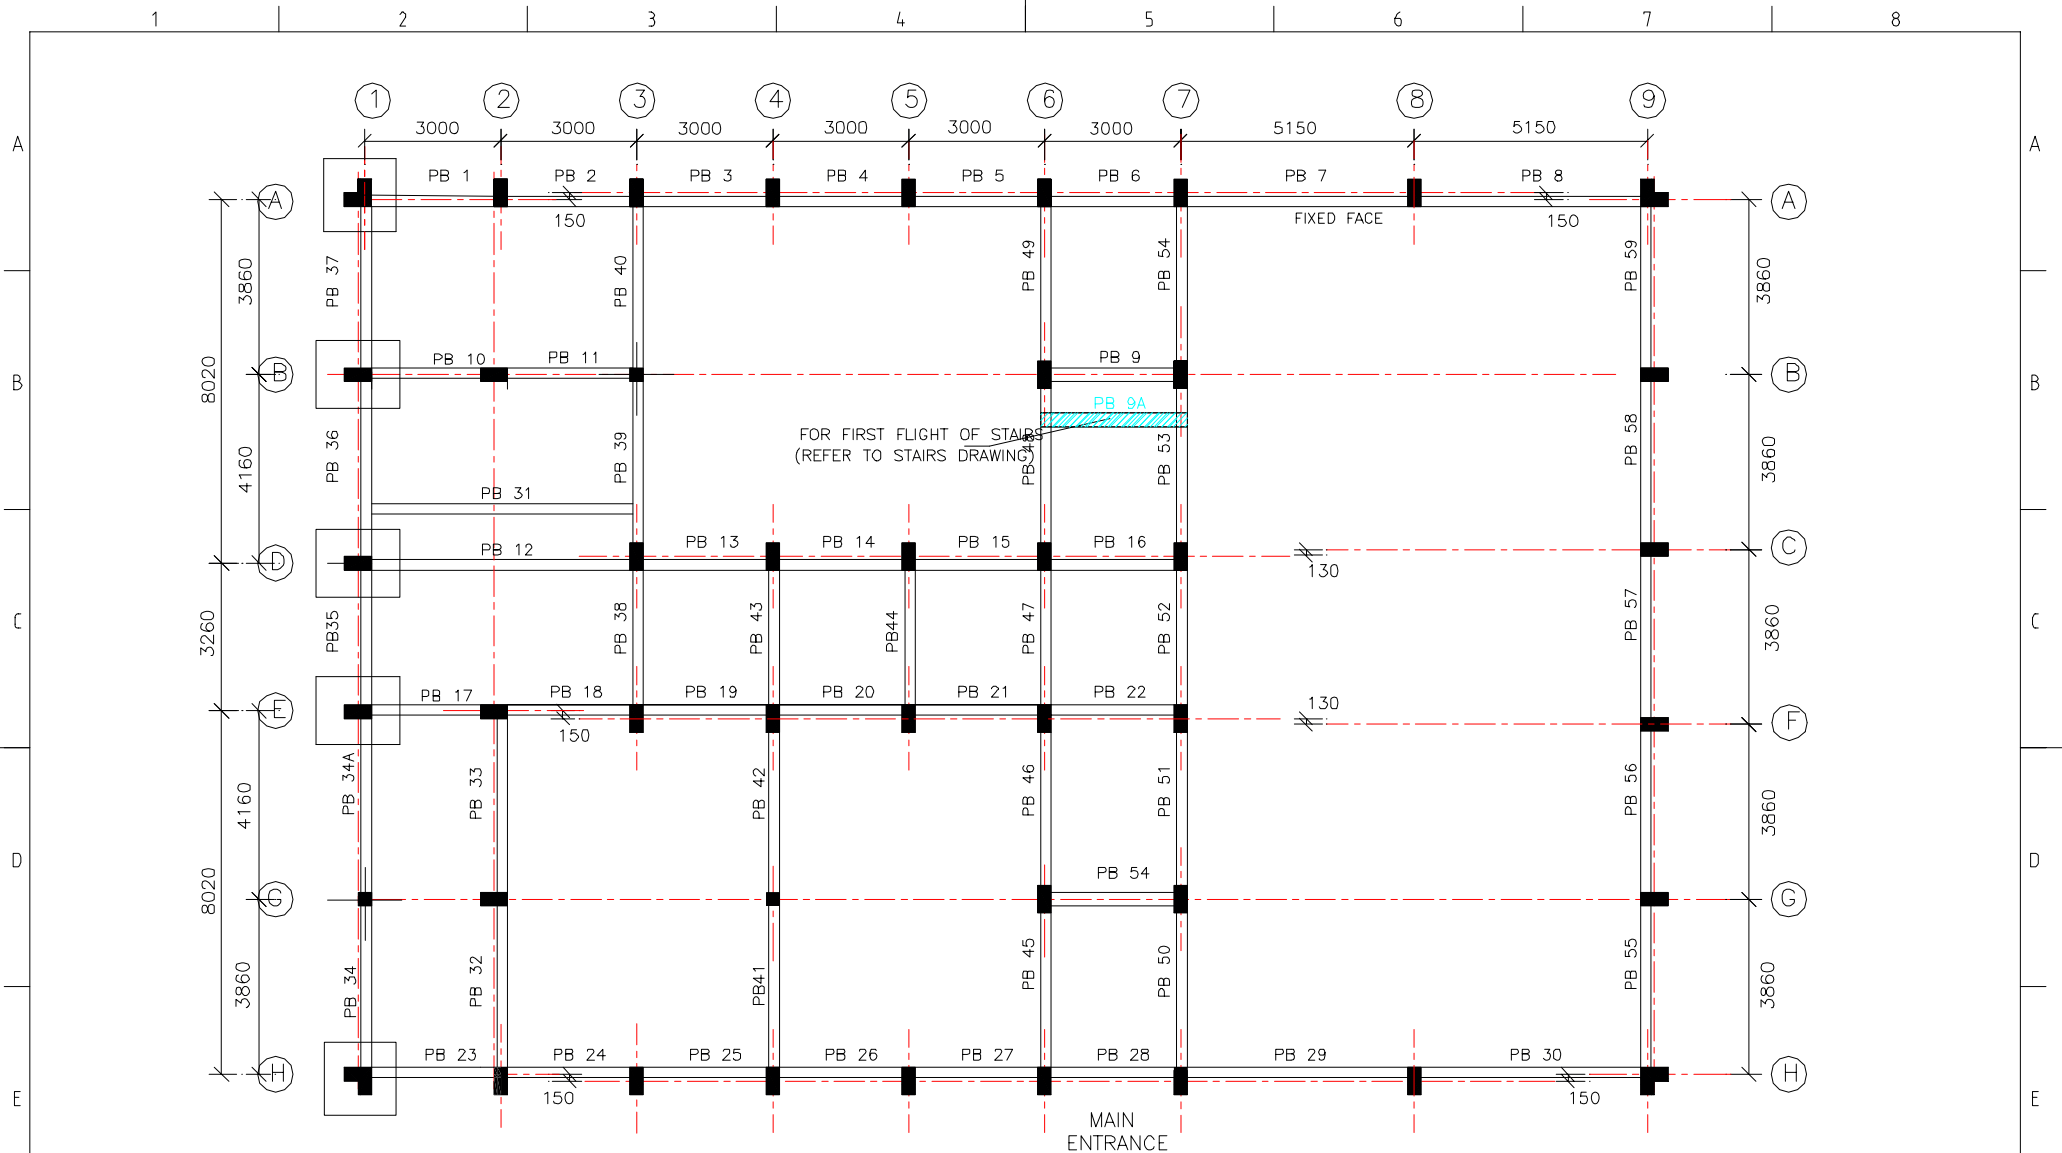 1 2 3 4 5 6 7 8
1 2 3 4 5 6 7 8 9
3000 3000 3000 3000 3000 3000 5150 5150
A A
PB 1 PB 2 PB 3 PB 4 PB 5 PB 6 PB 7 PB 8
A A
150 FIXED FACE 150
3860 PB 37 PB 40 PB 49 PB 54 PB 59 3860
PB 10 PB 11 PB 9
B B
8020
B B
PB 9A
FOR FIRST FLIGHT OF STAIRS
(REFER TO STAIRS DRAWING)
4160 PB 36 PB 39 PB 48 PB 53 PB 58 3860
PB 31
PB 12 PB 13 PB 14 PB 15 PB 16
D C
130
3260 PB35 PB 38 PB 43 PB44 PB 47 PB 52 PB 57 3860
C C
PB 17 PB 18 PB 19 PB 20 PB 21 PB 22
E F
150 130
4160 PB 34A PB 33 PB 42 PB 46 PB 51 PB 56 3860
D D
PB 54
8020
G G
3860 PB 34 PB 32 PB41 PB 45 PB 50 PB 55 3860
PB 23 PB 24 PB 25 PB 26 PB 27 PB 28 PB 29 PB 30
H H
150 150
E E
MAIN
ENTRANCE